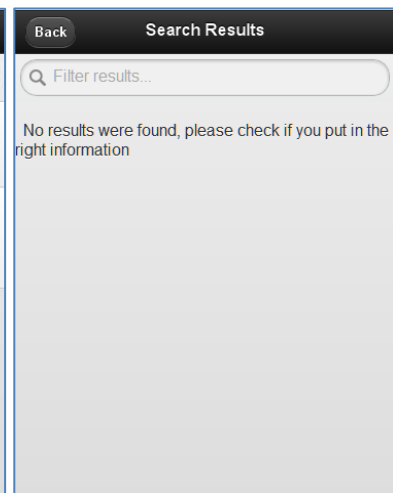 Back
Search Results
Filter results...
No results were found, please check if you put in the
right information